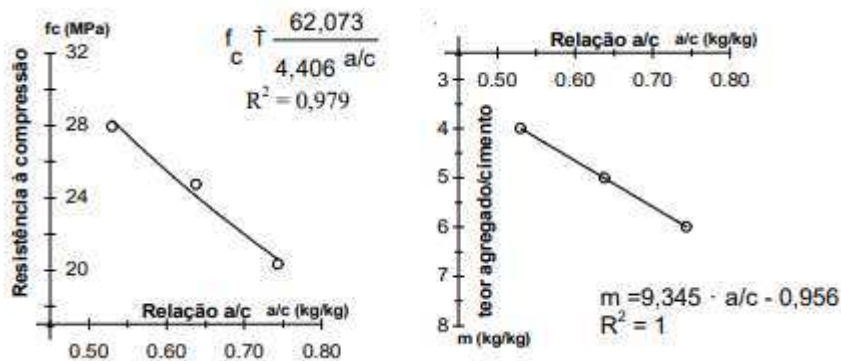 fc (MPa)
32
28
24
20
Resistência à compressão
f c † 62,073
4,406 a/c
R² = 0,979
Relação a/c a/c (kg/kg)
0.50 0.60 0.70 0.80
Relação a/c a/c (kg/kg)
0.50 0.60 0.70 0.80
3
4
5
6
7
8
teor agregado/cimento
m (kg/kg)
m =9,345 · a/c - 0,956
R² = 1